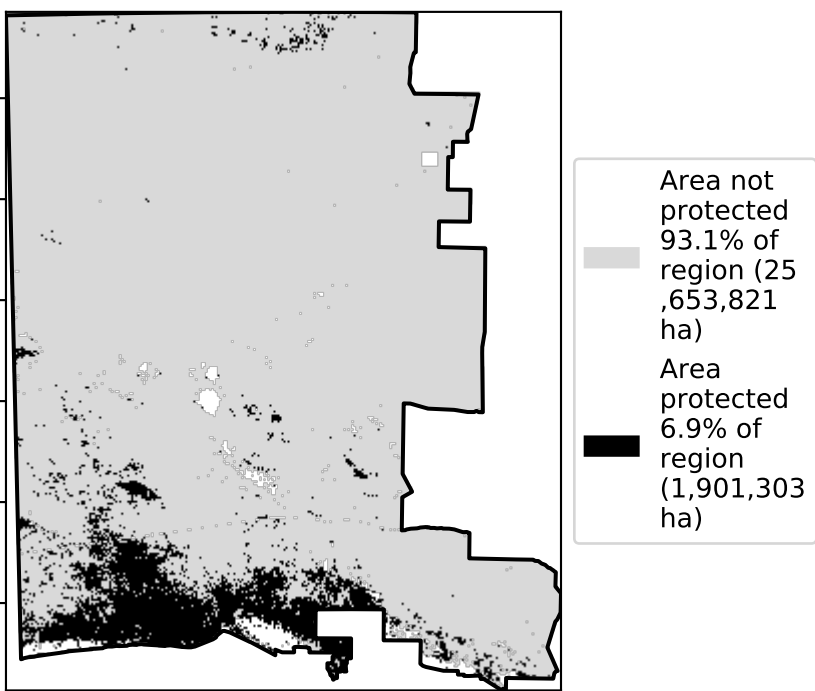 Area not
protected
93.1% of
region (25
,653,821
ha)
Area
protected
6.9% of
region
(1,901,303
ha)